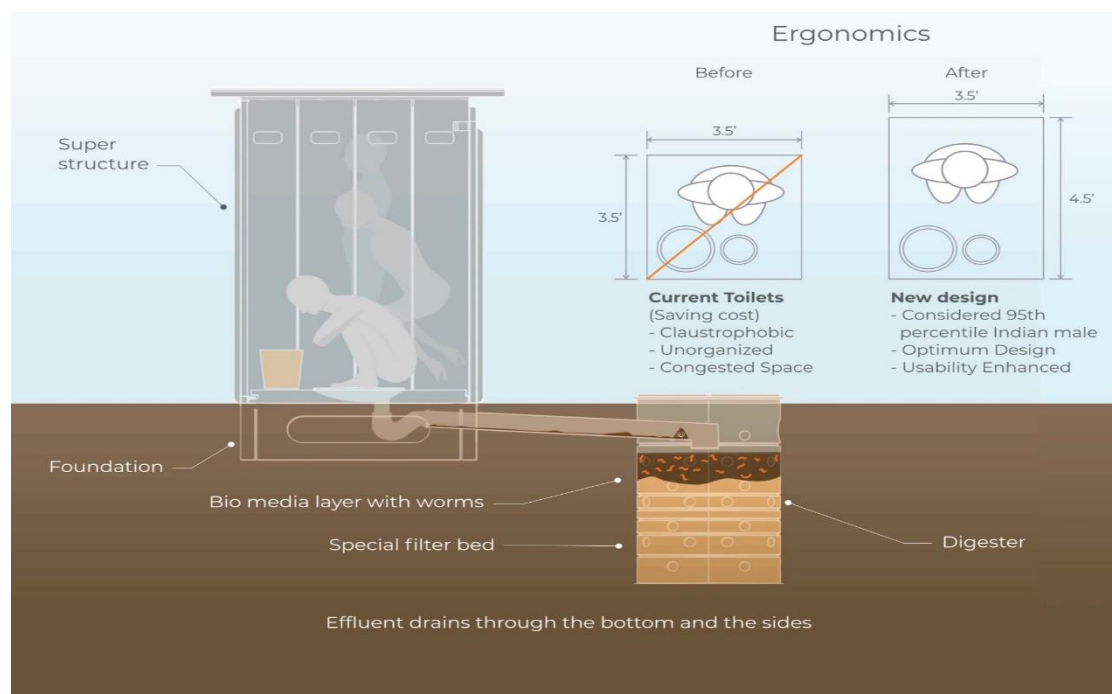 Ergonomics
Before
After
3.5’
3.5’
3.5’
3.5’
4.5’
Super
structure
Current Toilets
(Saving cost)
- Claustrophobic
- Unorganized
- Congested Space
New design
- Considered 95th
percentile Indian male
- Optimum Design
- Usability Enhanced
Foundation
Bio media layer with worms
Special filter bed
Digester
Effluent drains through the bottom and the sides